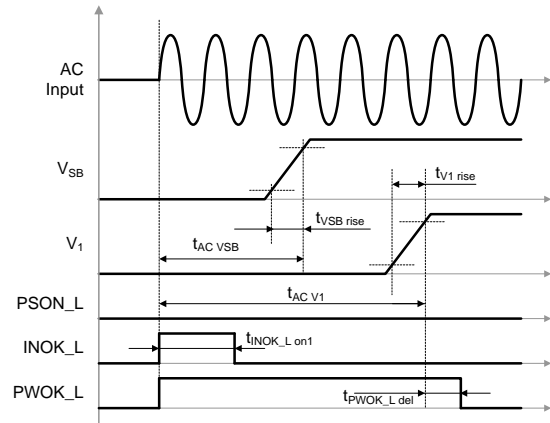 AC
Input
VSB
tV1 rise
tVSB rise
V1
tAC VSB
tAC V1
PSON_L
INOK_L
tINOK_L on1
PWOK_L
tPWOK_L del